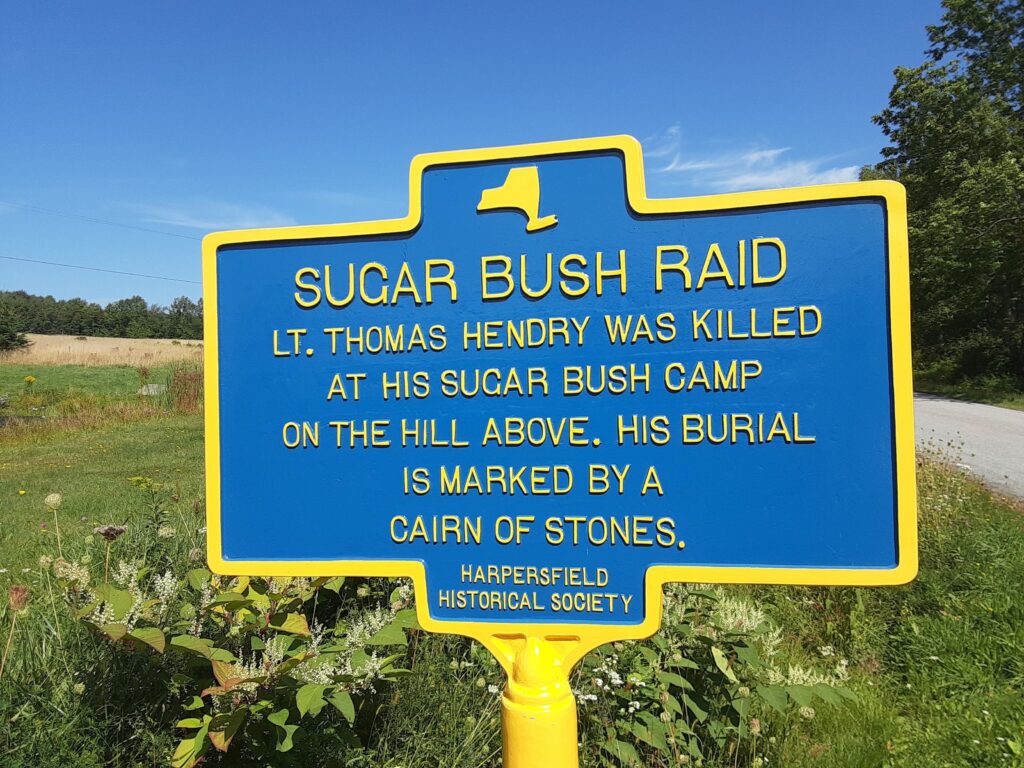 SUGAR BUSH RAID
LT. THOMAS HENDRY WAS KILLED
AT HIS SUGAR BUSH CAMP
ON THE HILL ABOVE. HIS BURIAL
IS MARKED BY A
CAIRN OF STONES.
HARPERSFIELD
HISTORICAL SOCIETY